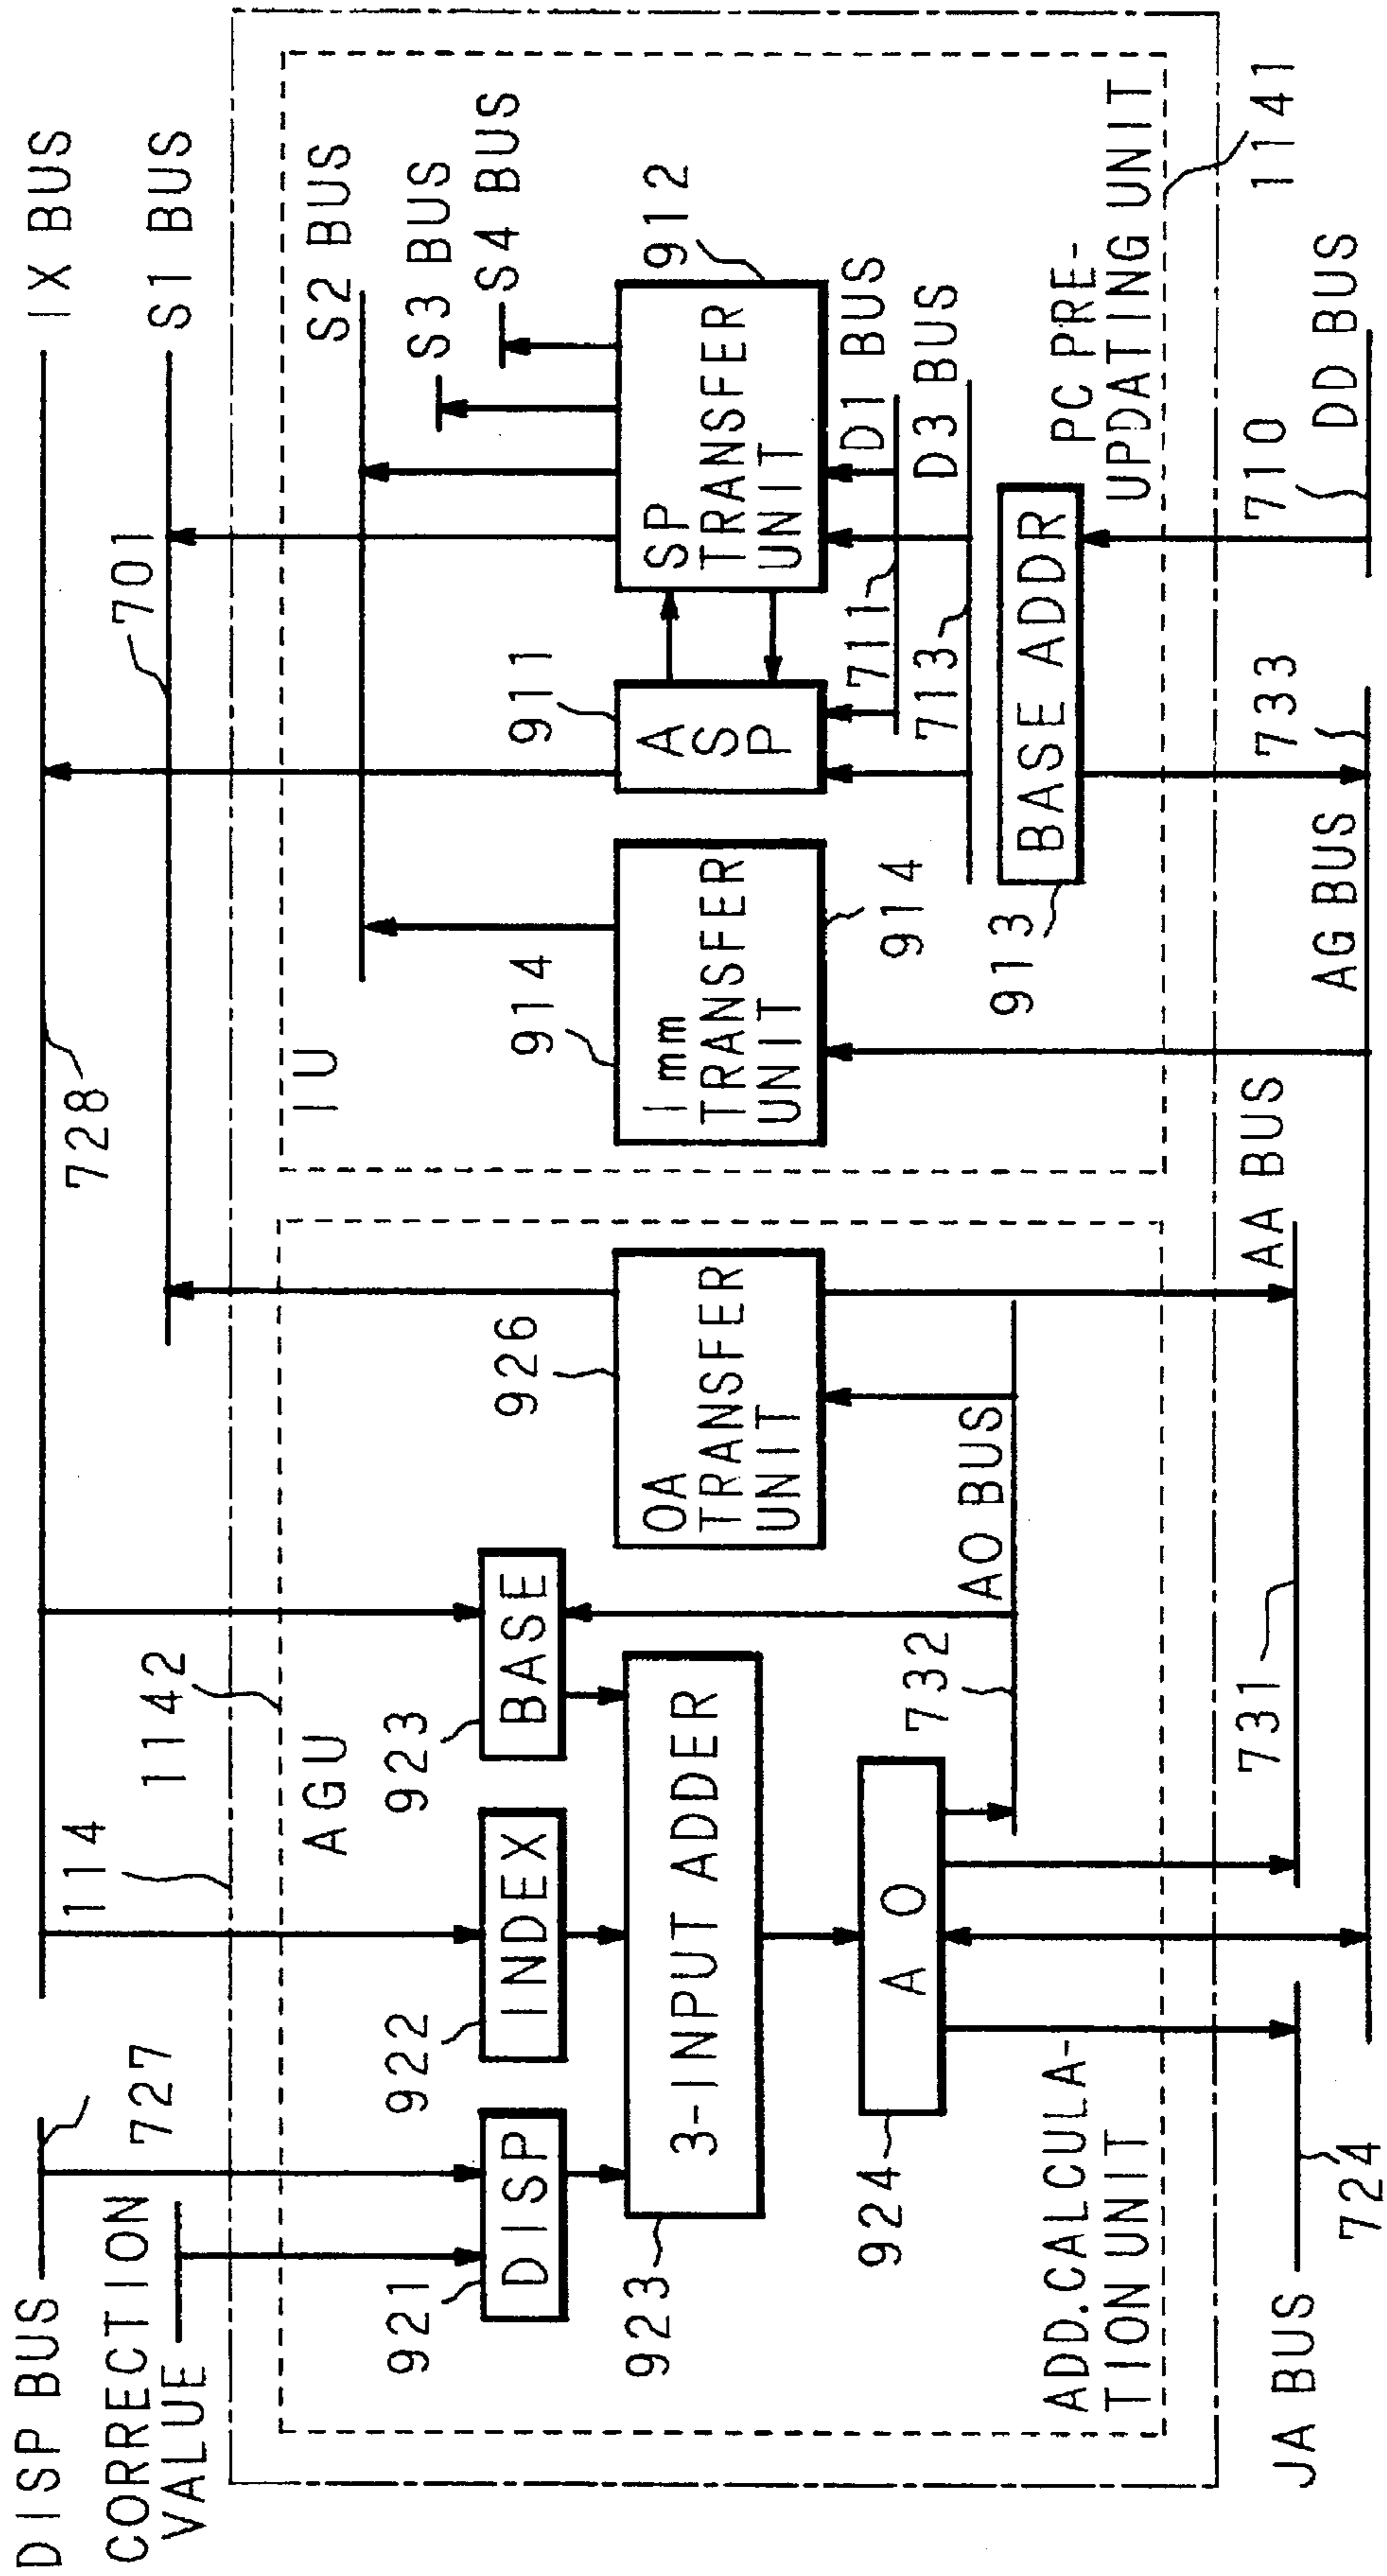 DISP BUS
CORRECTION
VALUE
727
114
1142
728
701
IX BUS
S1 BUS
AGU
921
DISP
922
INDEX
923
BASE
923
3-INPUT ADDER
924
AO
732
AO BUS
926
OA
TRANSFER
UNIT
ADD.CALCULA-
TION UNIT
IU
914
Imm
TRANSFER
UNIT
914
911
ASP
912
SP
TRANSFER
UNIT
S2 BUS
S3 BUS
S4 BUS
711
D1 BUS
713
D3 BUS
913
BASE ADDR
PC PRE-
UPDATING UNIT
1141
JA BUS
724
731
AA BUS
AG BUS
733
710
DD BUS